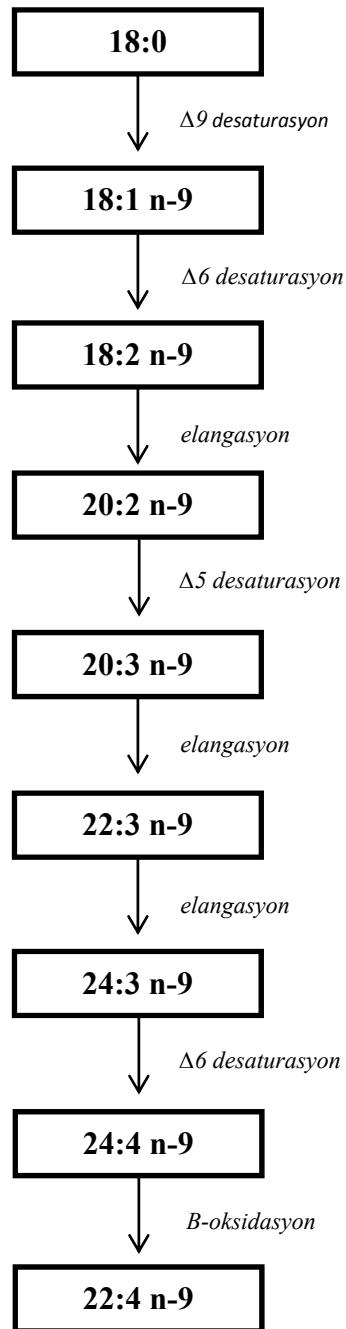 18:0
Δ9 desaturasyon
18:1 n-9
Δ6 desaturasyon
18:2 n-9
elangasyon
20:2 n-9
Δ5 desaturasyon
20:3 n-9
elangasyon
22:3 n-9
elangasyon
24:3 n-9
Δ6 desaturasyon
24:4 n-9
B-oksidasyon
22:4 n-9